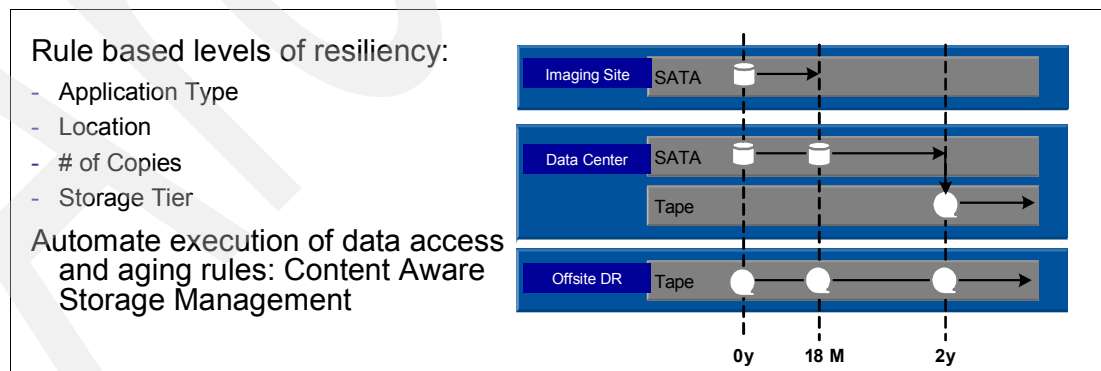 Rule based levels of resiliency:
- Application Type
- Location
- # of Copies
- Storage Tier
Automate execution of data access
and aging rules: Content Aware
Storage Management
Imaging Site
SATA
Data Center
SATA
Tape
Offsite DR
Tape
0y
18 M
2y